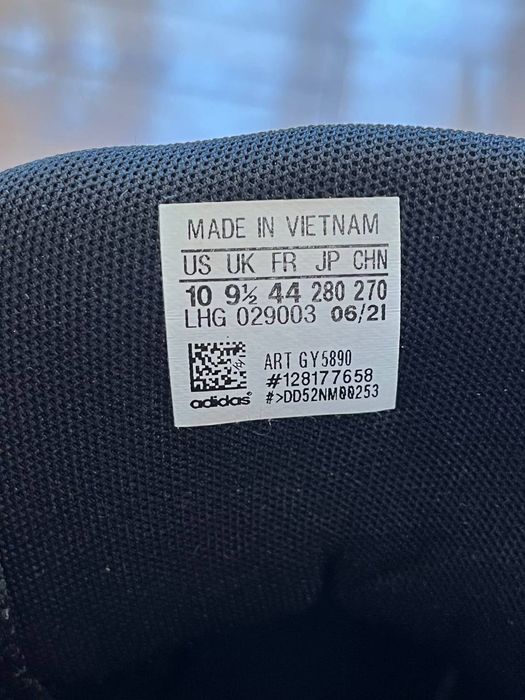 MADE IN VIETNAM
US UK FR JP CHN
10 9½ 44 280 270
LHG 029003 06/21
ART GY5890
#128177658
adidas #>DD52NM00253